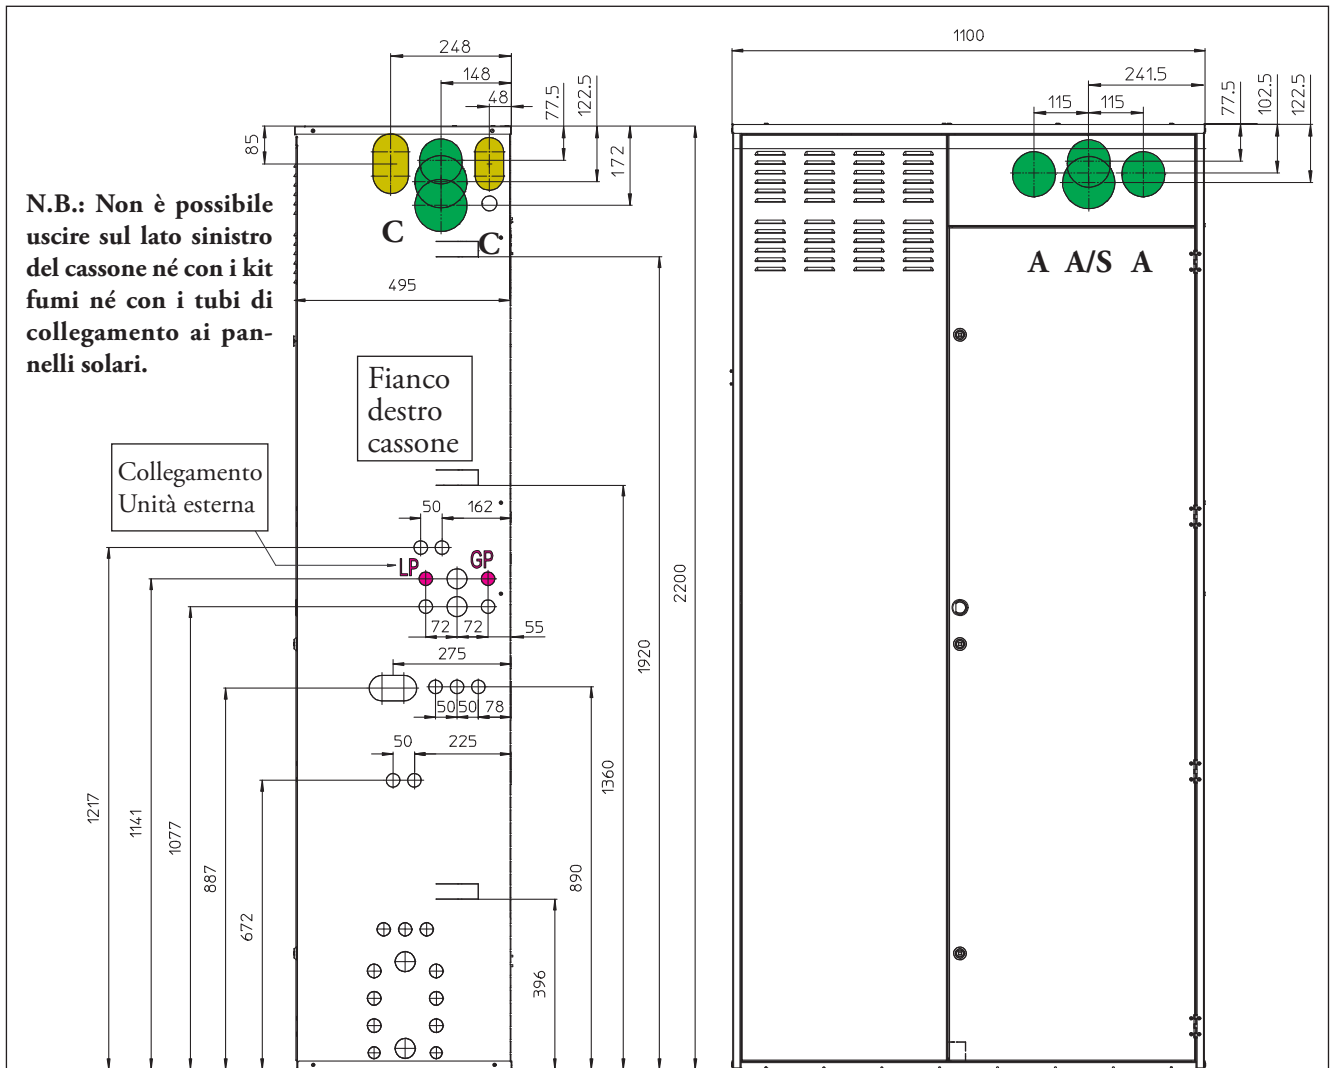 248
148
48
77.5
122.5
85
172
1100
241.5
115
115
77.5
102.5
122.5
N.B.: Non è possibile
uscire sul lato sinistro
del cassone né con i kit
fumi né con i tubi di
collegamento ai pan-
nelli solari.
C
C
A A/S A
495
Fianco
destro
cassone
Collegamento
Unità esterna
50
162
LP
GP
72
72
55
275
50
50
78
50
225
1217
1141
1077
887
672
396
890
1360
1920
2200